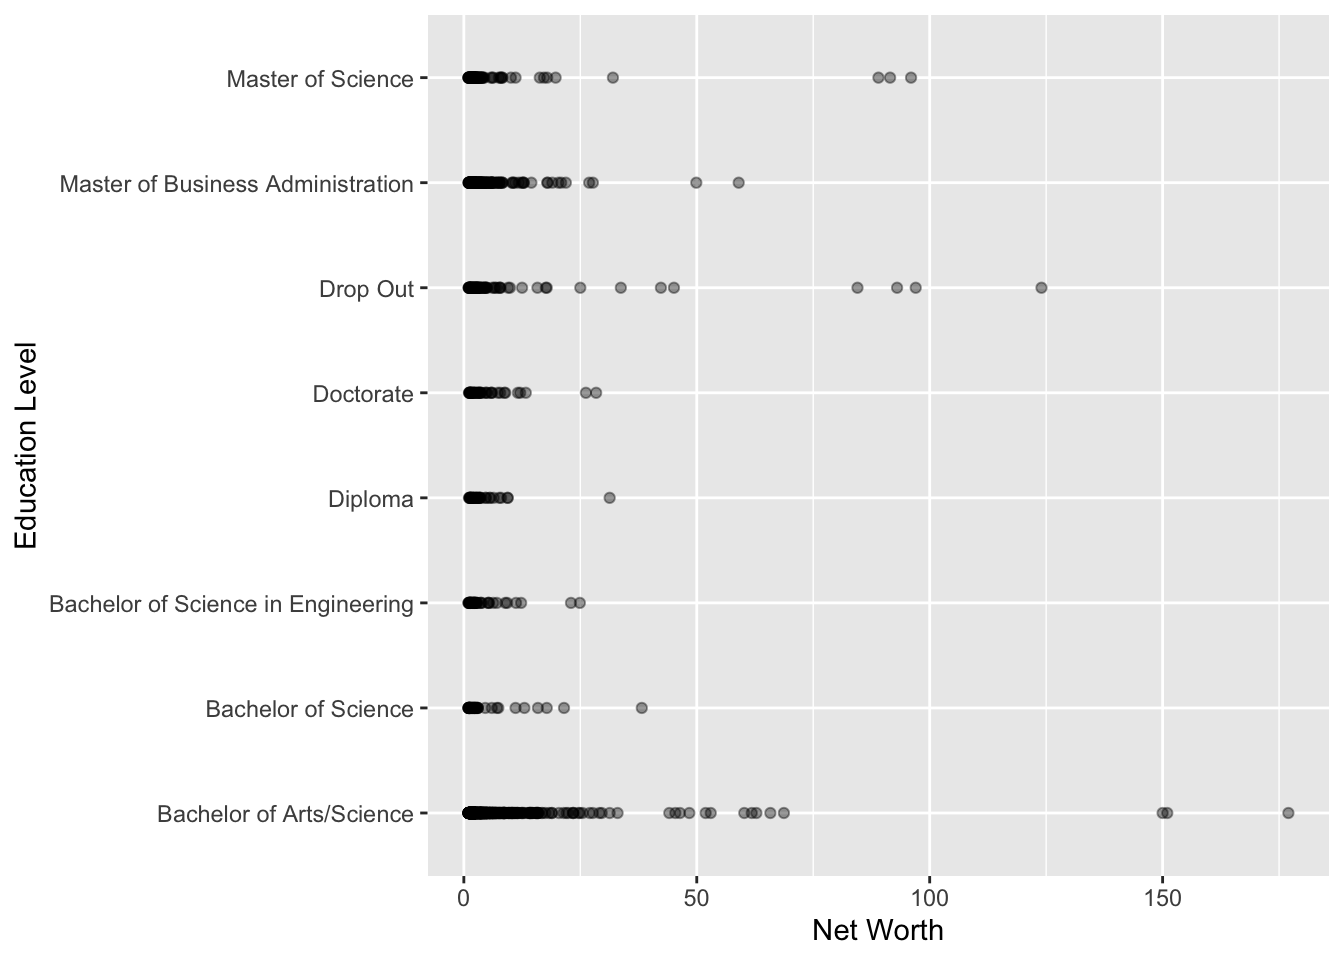 Education Level
Master of Science
Master of Business Administration
Drop Out
Doctorate
Diploma
Bachelor of Science in Engineering
Bachelor of Science
Bachelor of Arts/Science
0 50 100 150
Net Worth